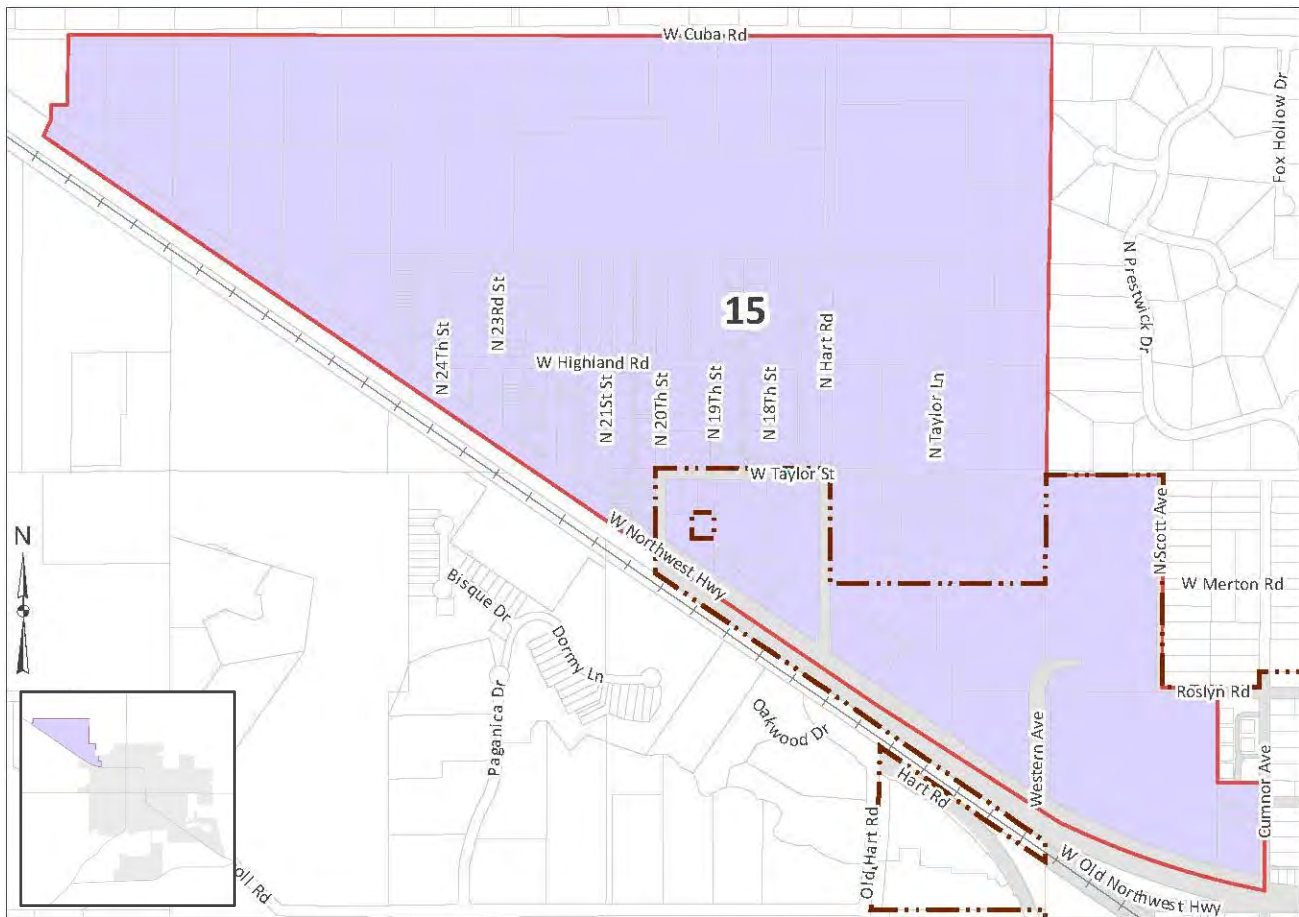 W Cuba Rd
Fox Hollow Dr
N Prestwick Dr
15
N 23Rd St
N 24Th St
W Highland Rd
N 21St St
N 20Th St
N 19Th St
N 18Th St
N Hart Rd
N Taylor Ln
W Taylor St
N Scott Ave
W Northwest Hwy
N
Bisque Dr
Dormy Ln
W Merton Rd
Roslyn Rd
Paganica Dr
Oakwood Dr
Hart Rd
Western Ave
Cumnor Ave
Old Hart Rd
W Old Northwest Hwy
oll Rd